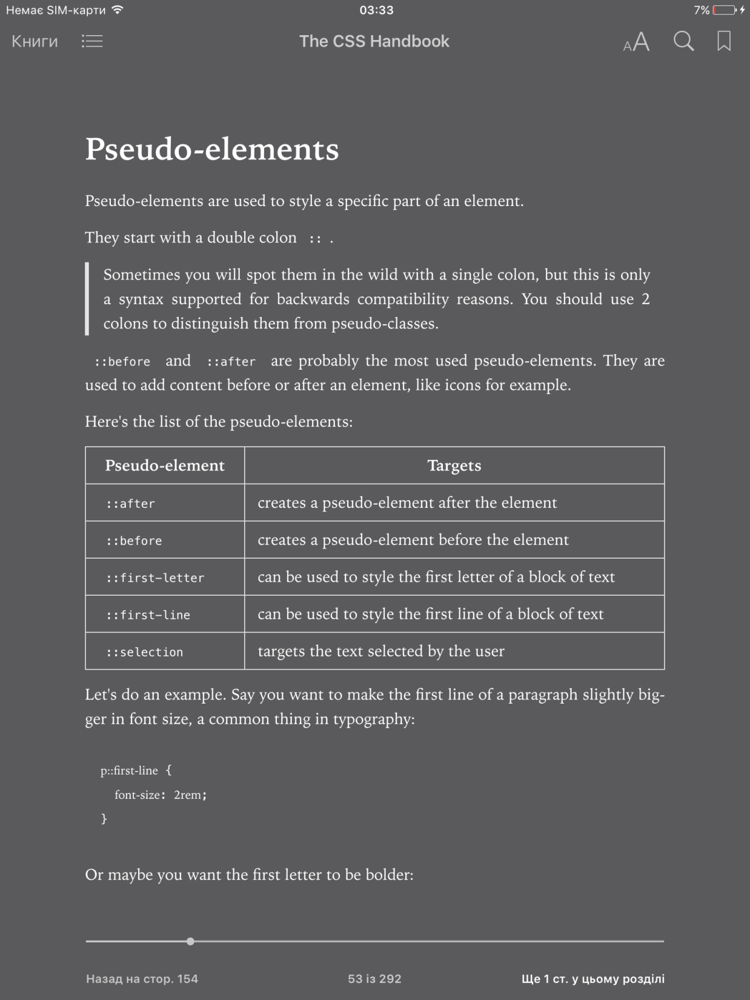 Немає SIM-карти 03:33 7%
Книги The CSS Handbook AA
Pseudo-elements
Pseudo-elements are used to style a specific part of an element.
They start with a double colon :: .
Sometimes you will spot them in the wild with a single colon, but this is only
a syntax supported for backwards compatibility reasons. You should use 2
colons to distinguish them from pseudo-classes.
::before and ::after are probably the most used pseudo-elements. They are
used to add content before or after an element, like icons for example.
Here's the list of the pseudo-elements:
Pseudo-element Targets
::after creates a pseudo-element after the element
::before creates a pseudo-element before the element
::first-letter can be used to style the first letter of a block of text
::first-line can be used to style the first line of a block of text
::selection targets the text selected by the user
Let's do an example. Say you want to make the first line of a paragraph slightly big-
ger in font size, a common thing in typography:
p::first-line {
font-size: 2rem;
}
Or maybe you want the first letter to be bolder:
Назад на стор. 154 53 із 292 Ще 1 ст. у цьому розділі